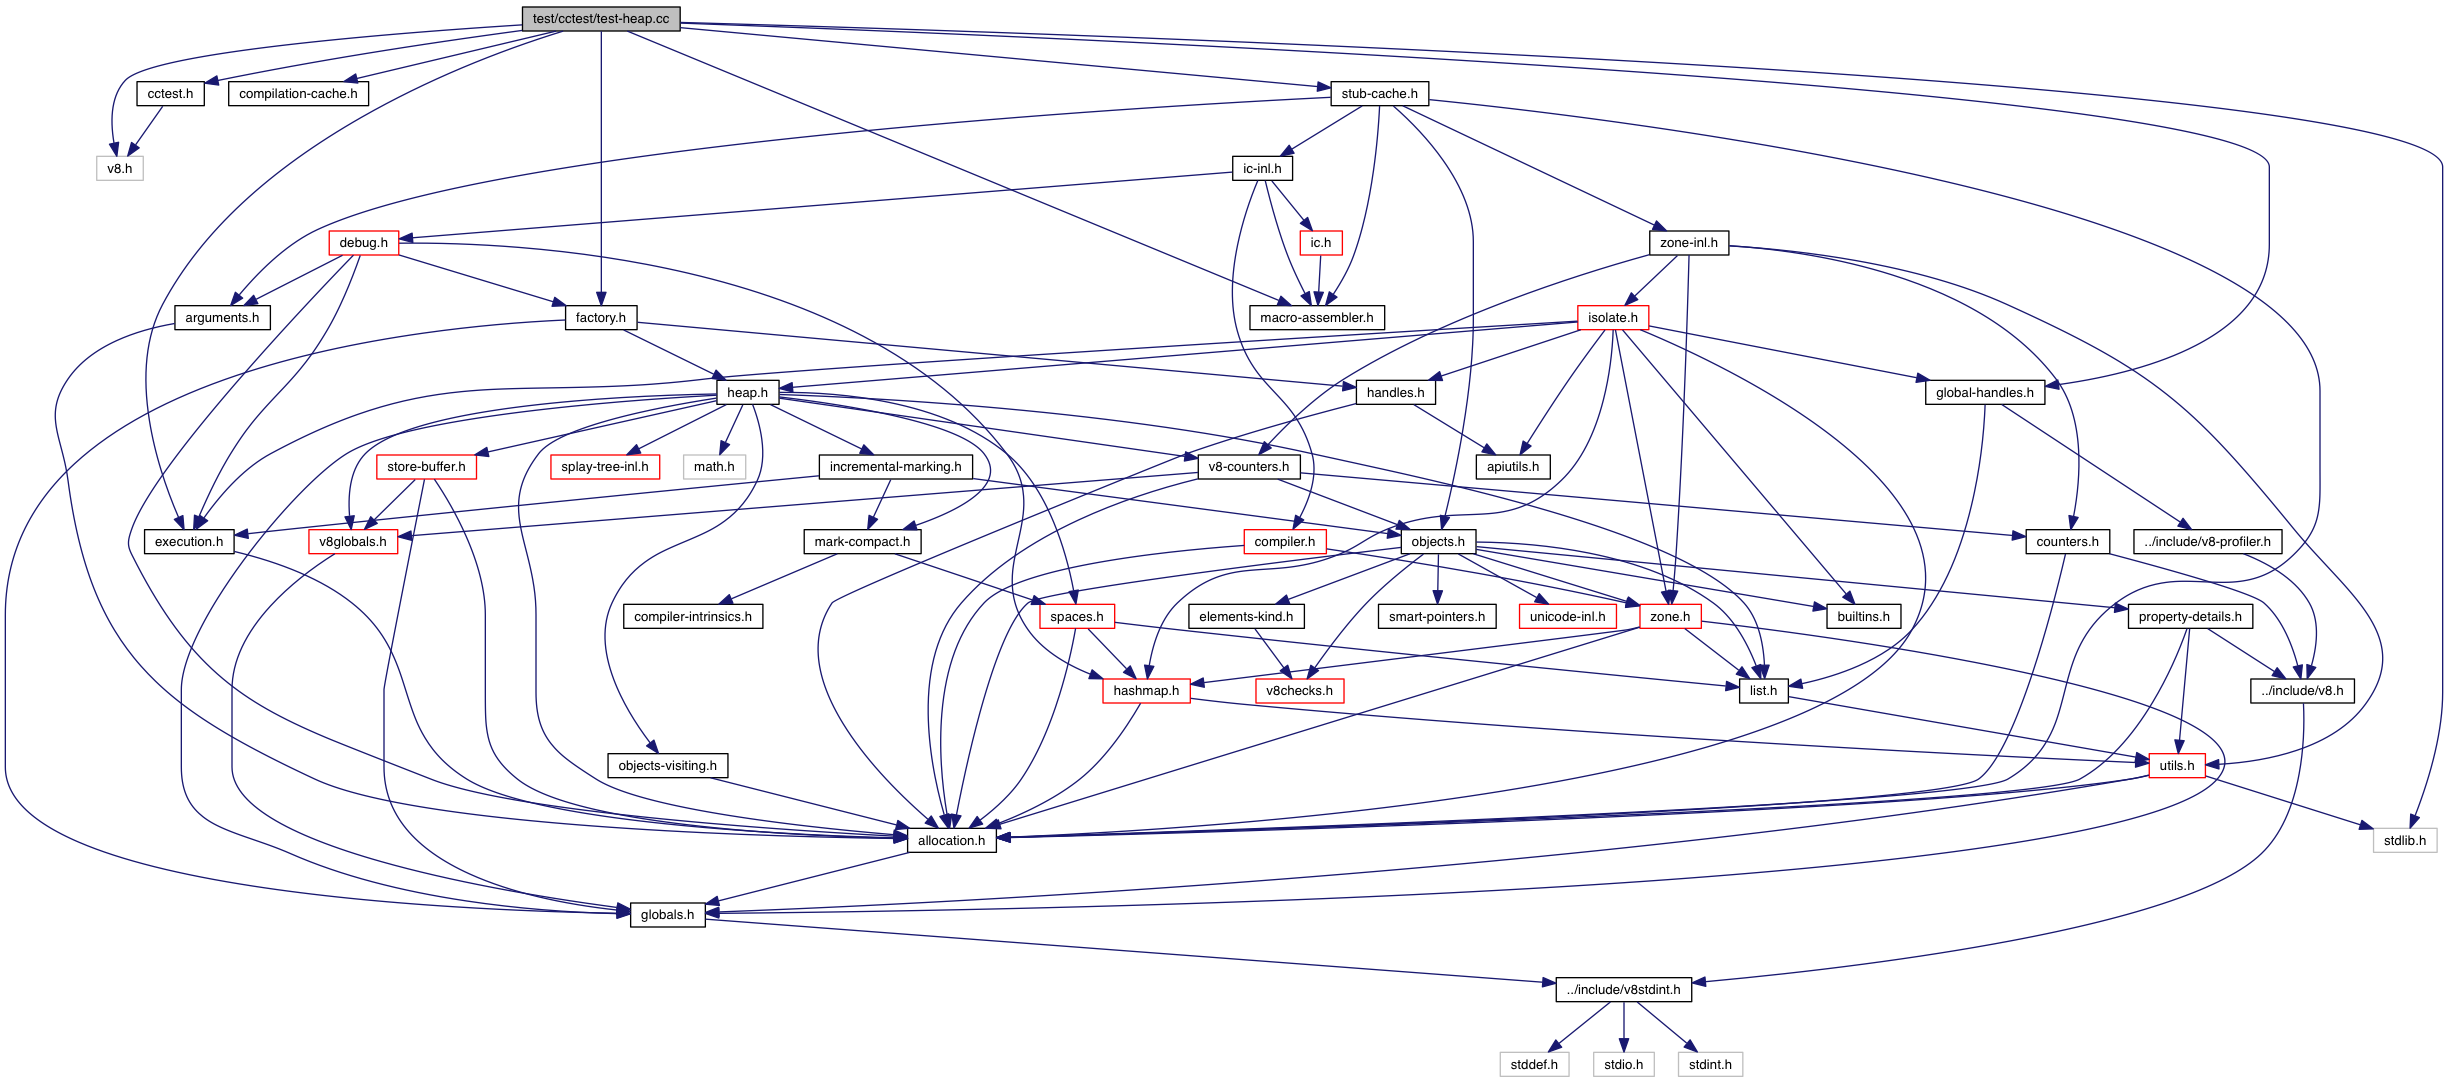 test/cctest/test-heap.cc
cctest.h
compilation-cache.h
stub-cache.h
v8.h
ic-inl.h
debug.h
ic.h
zone-inl.h
arguments.h
factory.h
macro-assembler.h
isolate.h
heap.h
handles.h
global-handles.h
store-buffer.h
splay-tree-inl.h
math.h
incremental-marking.h
v8-counters.h
apiutils.h
execution.h
v8globals.h
mark-compact.h
compiler.h
objects.h
counters.h
../include/v8-profiler.h
compiler-intrinsics.h
spaces.h
elements-kind.h
smart-pointers.h
unicode-inl.h
zone.h
builtins.h
property-details.h
hashmap.h
v8checks.h
list.h
../include/v8.h
objects-visiting.h
utils.h
allocation.h
stdlib.h
globals.h
../include/v8stdint.h
stddef.h
stdio.h
stdint.h